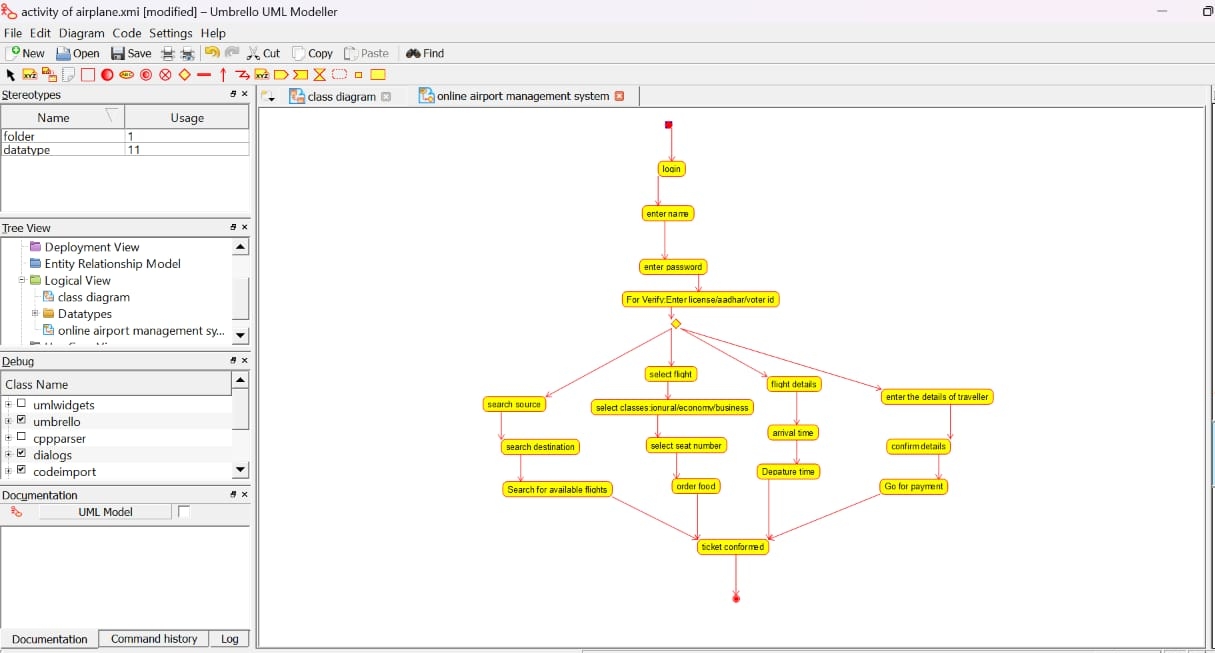 activity of airplane.xmi [modified] – Umbrello UML Modeller
File Edit Diagram Code Settings Help
New Open Save Cut Copy Paste Find
Stereotypes
class diagram
online airport management system
Name Usage
folder 1
datatype 11
Tree View
Deployment View
Entity Relationship Model
Logical View
class diagram
Datatypes
online airport management sy...
Debug
Class Name
umlwidgets
umbrello
cppparser
dialogs
codeimport
Documentation
UML Model
Documentation Command history Log
login
enter name
enter password
For Verify:Enter license/aadhar/voter id
search source
search destination
Search for available flights
select flight
select classes:jonural/economy/business
select seat number
order food
flight details
arrival time
Depature time
enter the details of traveller
confirm details
Go for payment
ticket conformed